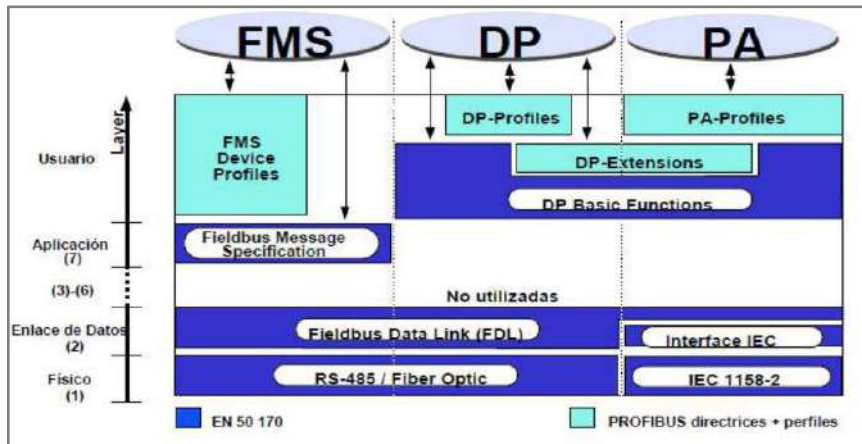 FMS
DP
PA
Layer
Usuario
FMS
Device
Profiles
DP-Profiles
PA-Profiles
DP-Extensions
DP Basic Functions
Aplicación
(7)
Fieldbus Message
Specification
(3)-(6)
No utilizadas
Enlace de Datos
(2)
Fieldbus Data Link (FDL)
Interface IEC
Físico
(1)
RS-485 / Fiber Optic
IEC 1158-2
EN 50 170
PROFIBUS directrices + perfiles